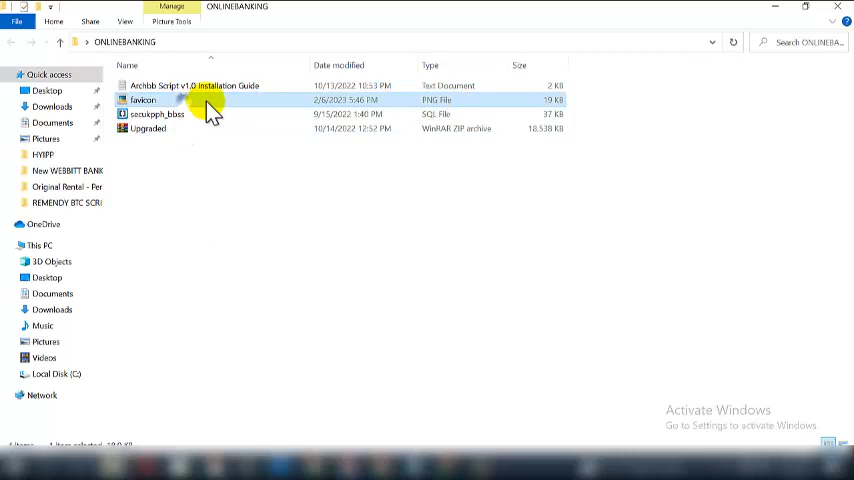 Manage
ONLINEBANKING
File
Home
Share
View
Picture Tools
ONLINEBANKING
Search ONLINEBA...
Name
Date modified
Type
Size
Quick access
Desktop
Downloads
Documents
Pictures
HYIPP
New WEBBITT BANK
Original Rental - Per
REMENDY BTC SCRI
OneDrive
This PC
3D Objects
Desktop
Documents
Downloads
Music
Pictures
Videos
Local Disk (C:)
Network
Archbb Script v1.0 Installation Guide
10/13/2022 10:53 PM
Text Document
2 KB
favicon
2/6/2023 5:46 PM
PNG File
19 KB
secukpph_bbss
9/15/2022 1:40 PM
SQL File
37 KB
Upgraded
10/14/2022 12:52 PM
WinRAR ZIP archive
18,538 KB
Activate Windows
Go to Settings to activate Windows.